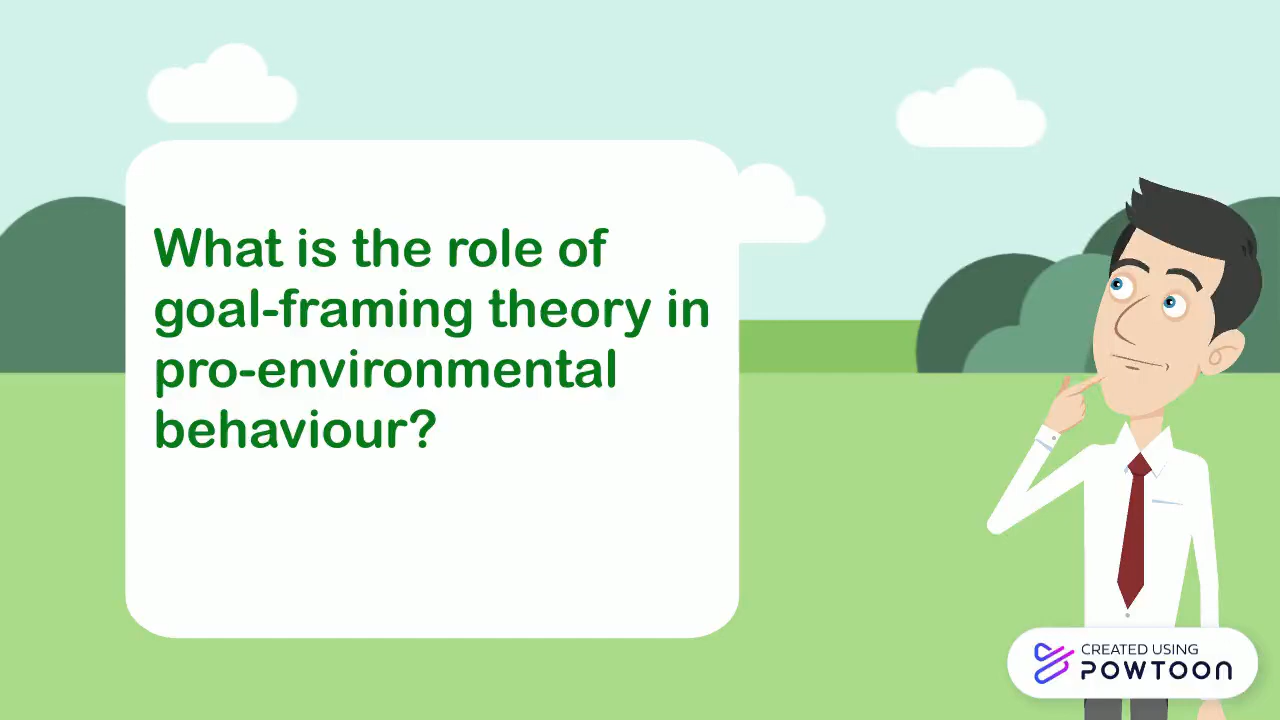 What is the role of
goal-framing theory in
pro-environmental
behaviour?
CREATED USING
POWTOON